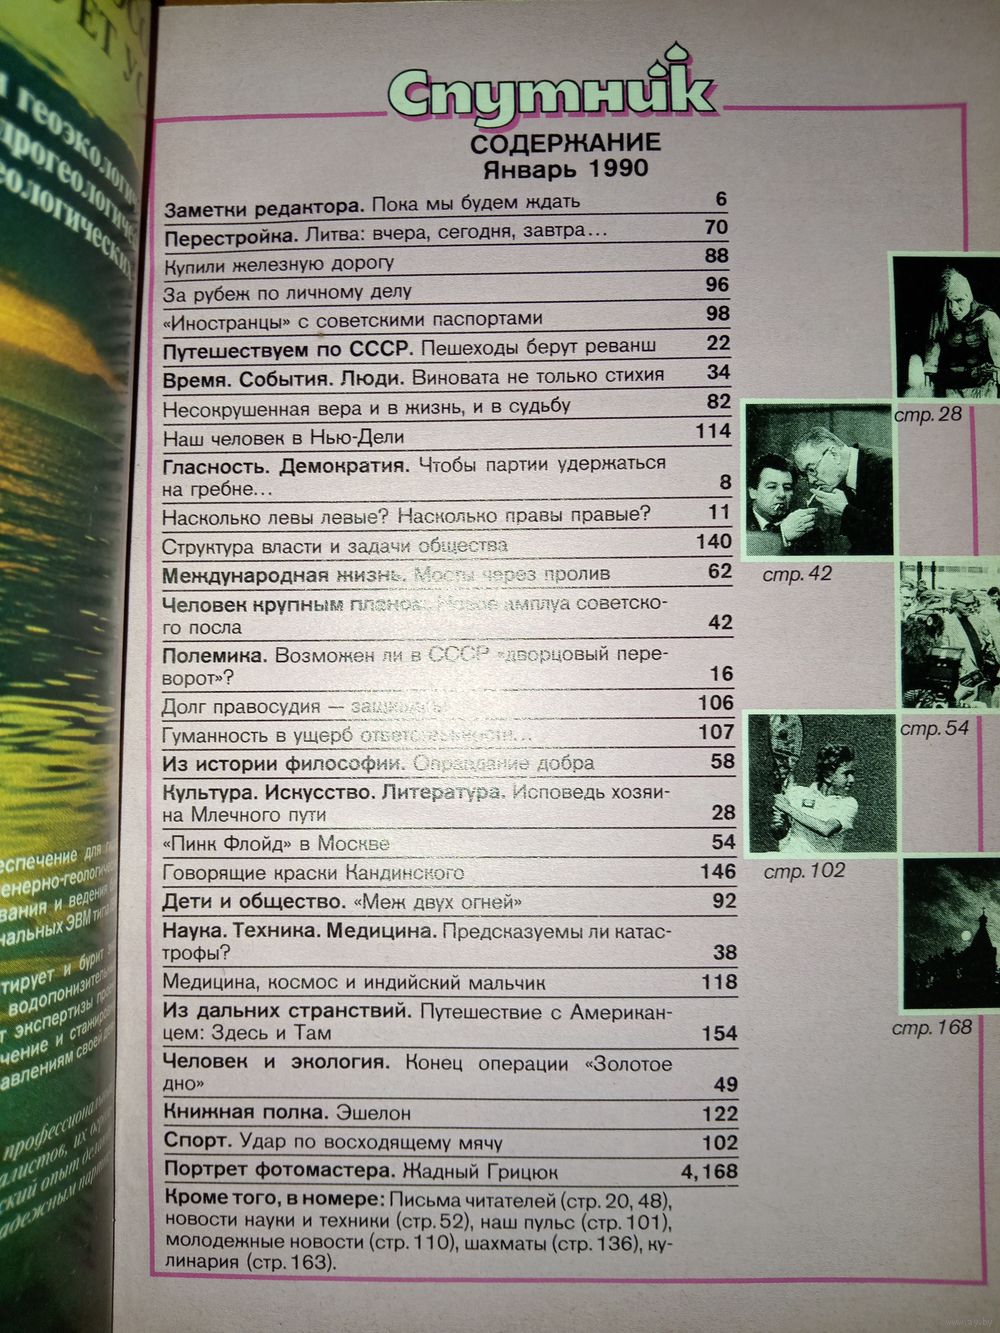 Спутник
СОДЕРЖАНИЕ
Январь 1990
Заметки редактора. Пока мы будем ждать 6
Перестройка. Литва: вчера, сегодня, завтра... 70
Купили железную дорогу 88
За рубеж по личному делу 96
«Иностранцы» с советскими паспортами 98
Путешествуем по СССР. Пешеходы берут реванш 22
Время. События. Люди. Виновата не только стихия 34
Несокрушенная вера и в жизнь, и в судьбу 82
Наш человек в Нью-Дели 114
Гласность. Демократия. Чтобы партии удержаться
на гребне... 8
Насколько левы левые? Насколько правы правые? 11
Структура власти и задачи общества 140
Международная жизнь. Мосты через пролив 62
Человек крупным планом. Новое амплуа советско-
го посла 42
Полемика. Возможен ли в СССР «дворцовый пере-
ворот»? 16
Долг правосудия — 106
Гуманность в ущерб ответственности... 107
Из истории философии. Оправдание добра 58
Культура. Искусство. Литература. Исповедь хозяи-
на Млечного пути 28
«Пинк Флойд» в Москве 54
Говорящие краски Кандинского 146
Дети и общество. «Меж двух огней» 92
Наука. Техника. Медицина. Предсказуемы ли катас-
трофы? 38
Медицина, космос и индийский мальчик 118
Из дальних странствий. Путешествие с Американ-
цем: Здесь и Там 154
Человек и экология. Конец операции «Золотое
дно» 49
Книжная полка. Эшелон 122
Спорт. Удар по восходящему мячу 102
Портрет фотомастера. Жадный Грицюк 4, 168
Кроме того, в номере: Письма читателей (стр. 20, 48),
новости науки и техники (стр. 52), наш пульс (стр. 101),
молодежные новости (стр. 110), шахматы (стр. 136), ку-
линария (стр. 163).
стр. 28
стр. 42
стр. 54
стр. 102
стр. 168